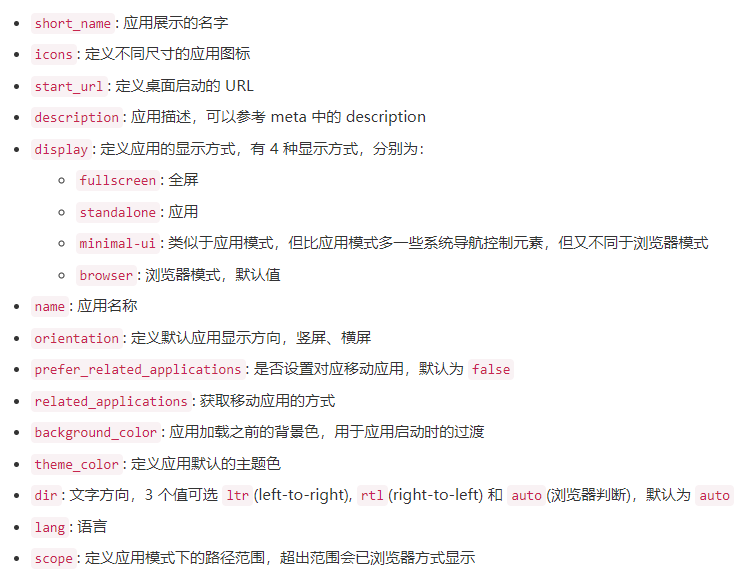 short_name: 应用展示的名字
icons: 定义不同尺寸的应用图标
start_url: 定义桌面启动的 URL
description: 应用描述，可以参考 meta 中的 description
display: 定义应用的显示方式，有 4 种显示方式，分别为：
fullscreen: 全屏
standalone: 应用
minimal-ui: 类似于应用模式，但比应用模式多一些系统导航控制元素，但又不同于浏览器模式
browser: 浏览器模式，默认值
name: 应用名称
orientation: 定义默认应用显示方向，竖屏、横屏
prefer_related_applications: 是否设置对应移动应用，默认为 false
related_applications: 获取移动应用的方式
background_color: 应用加载之前的背景色，用于应用启动时的过渡
theme_color: 定义应用默认的主题色
dir: 文字方向，3 个值可选 ltr(left-to-right), rtl(right-to-left) 和 auto(浏览器判断)，默认为 auto
lang: 语言
scope: 定义应用模式下的路径范围，超出范围会已浏览器方式显示